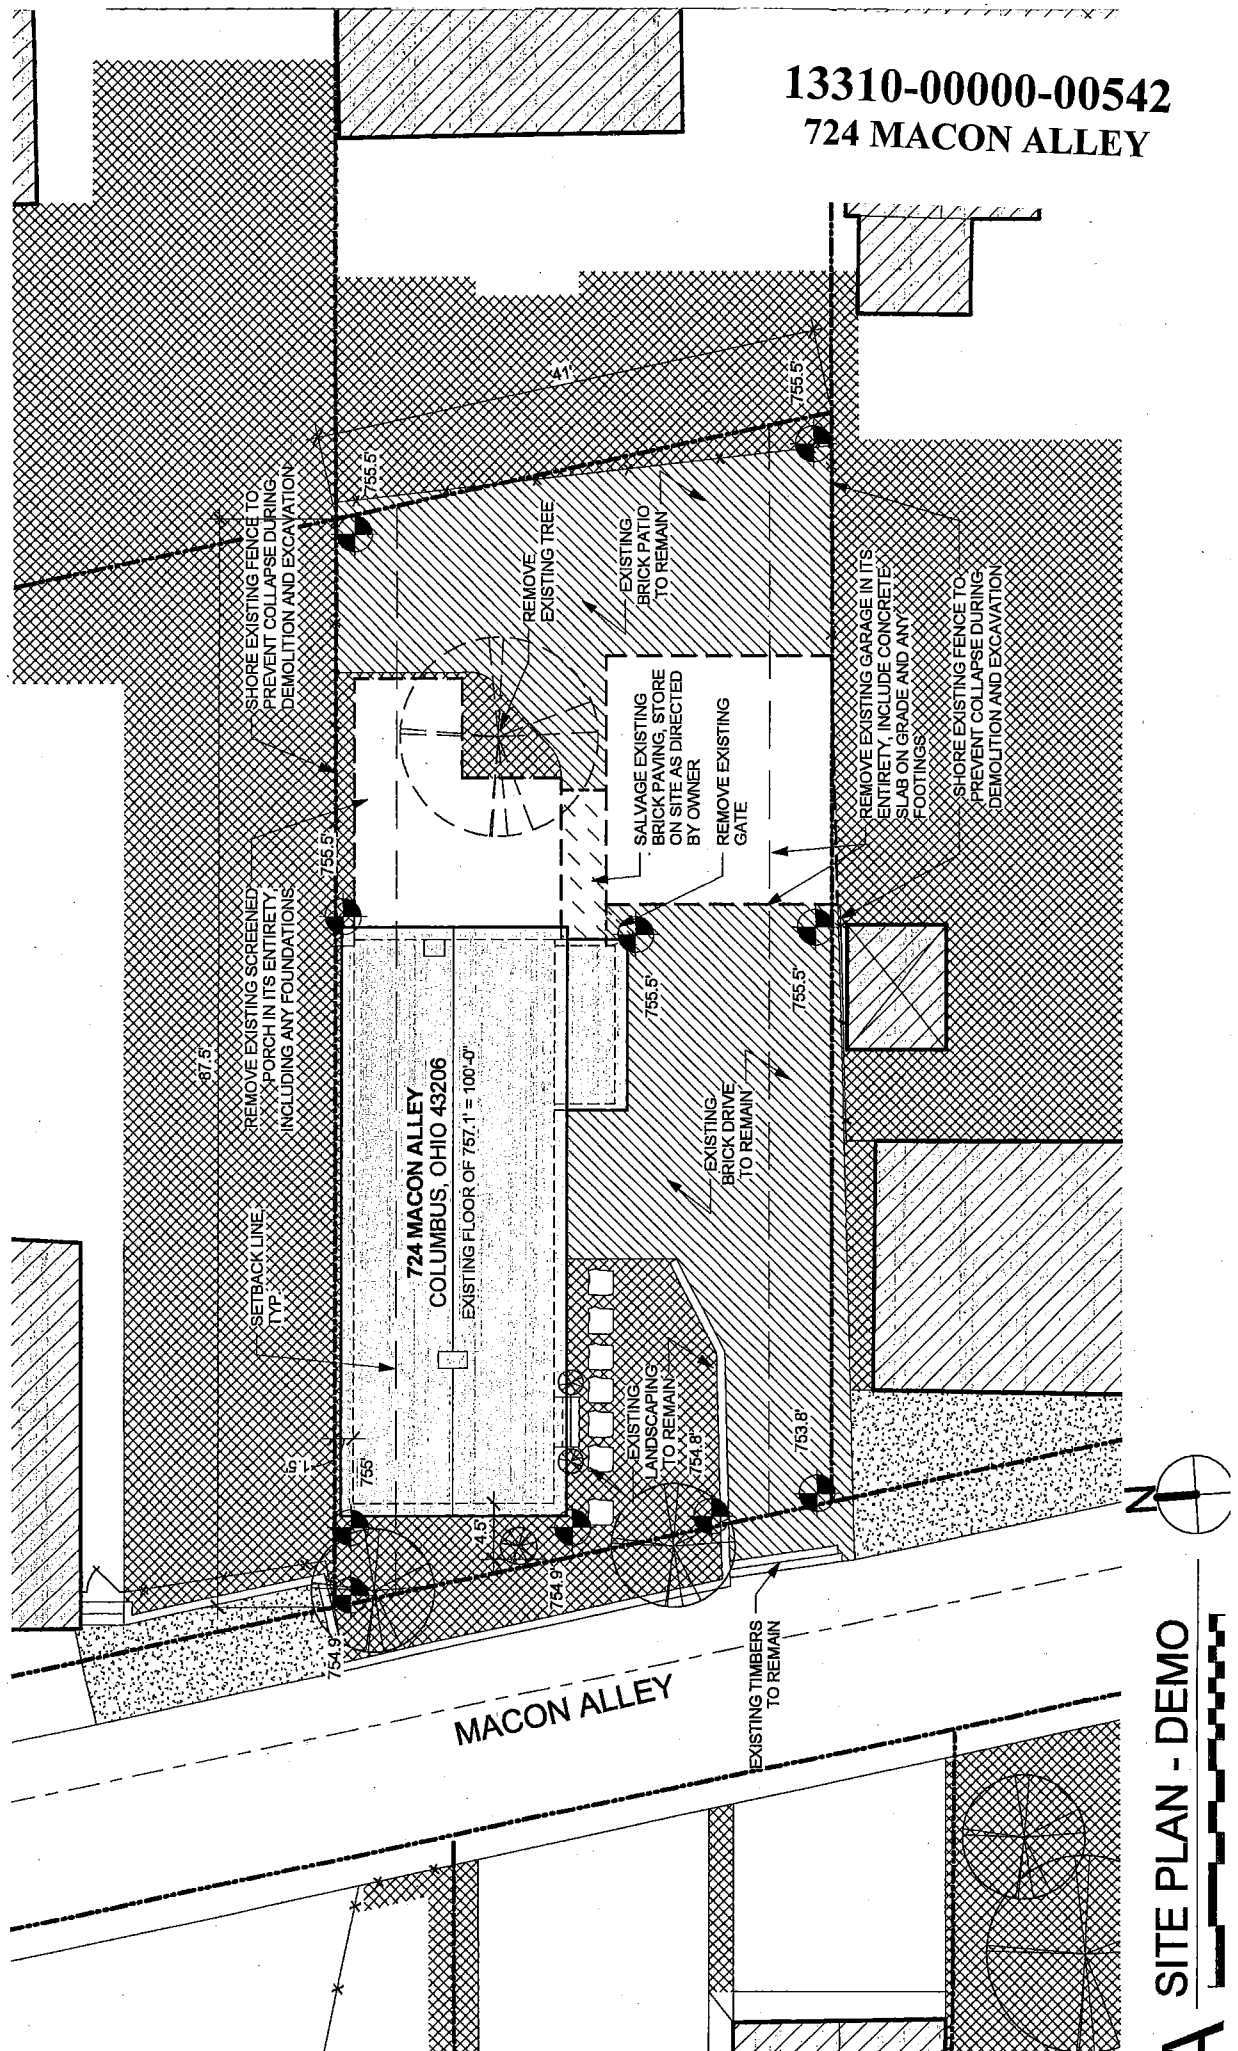 13310-00000-00542
724 MACON ALLEY
SHORE EXISTING FENCE TO
PREVENT COLLAPSE DURING
DEMOLITION AND EXCAVATION
41'
755.5'
755.5'
87.5'
REMOVE
EXISTING TREE
EXISTING
BRICK PATIO
TO REMAIN
REMOVE EXISTING SCREENED
PORCH IN ITS ENTIRETY,
INCLUDING ANY FOUNDATIONS
755.5'
SALVAGE EXISTING
BRICK PAVING, STORE
ON SITE AS DIRECTED
BY OWNER
REMOVE EXISTING
GATE
REMOVE EXISTING GARAGE IN ITS
ENTIRETY, INCLUDE CONCRETE
SLAB ON GRADE AND ANY
FOOTINGS
SHORE EXISTING FENCE TO
PREVENT COLLAPSE DURING
DEMOLITION AND EXCAVATION
755.5'
755.5'
SETBACK LINE,
TYP.
724 MACON ALLEY
COLUMBUS, OHIO 43206
EXISTING FLOOR OF 757.1' = 100'-0"
EXISTING
BRICK DRIVE
TO REMAIN
EXISTING
LANDSCAPING
TO REMAIN
755'
4.5'
754.9'
754.9'
754.8'
753.8'
EXISTING TIMBERS
TO REMAIN
MACON ALLEY
N
SITE PLAN - DEMO